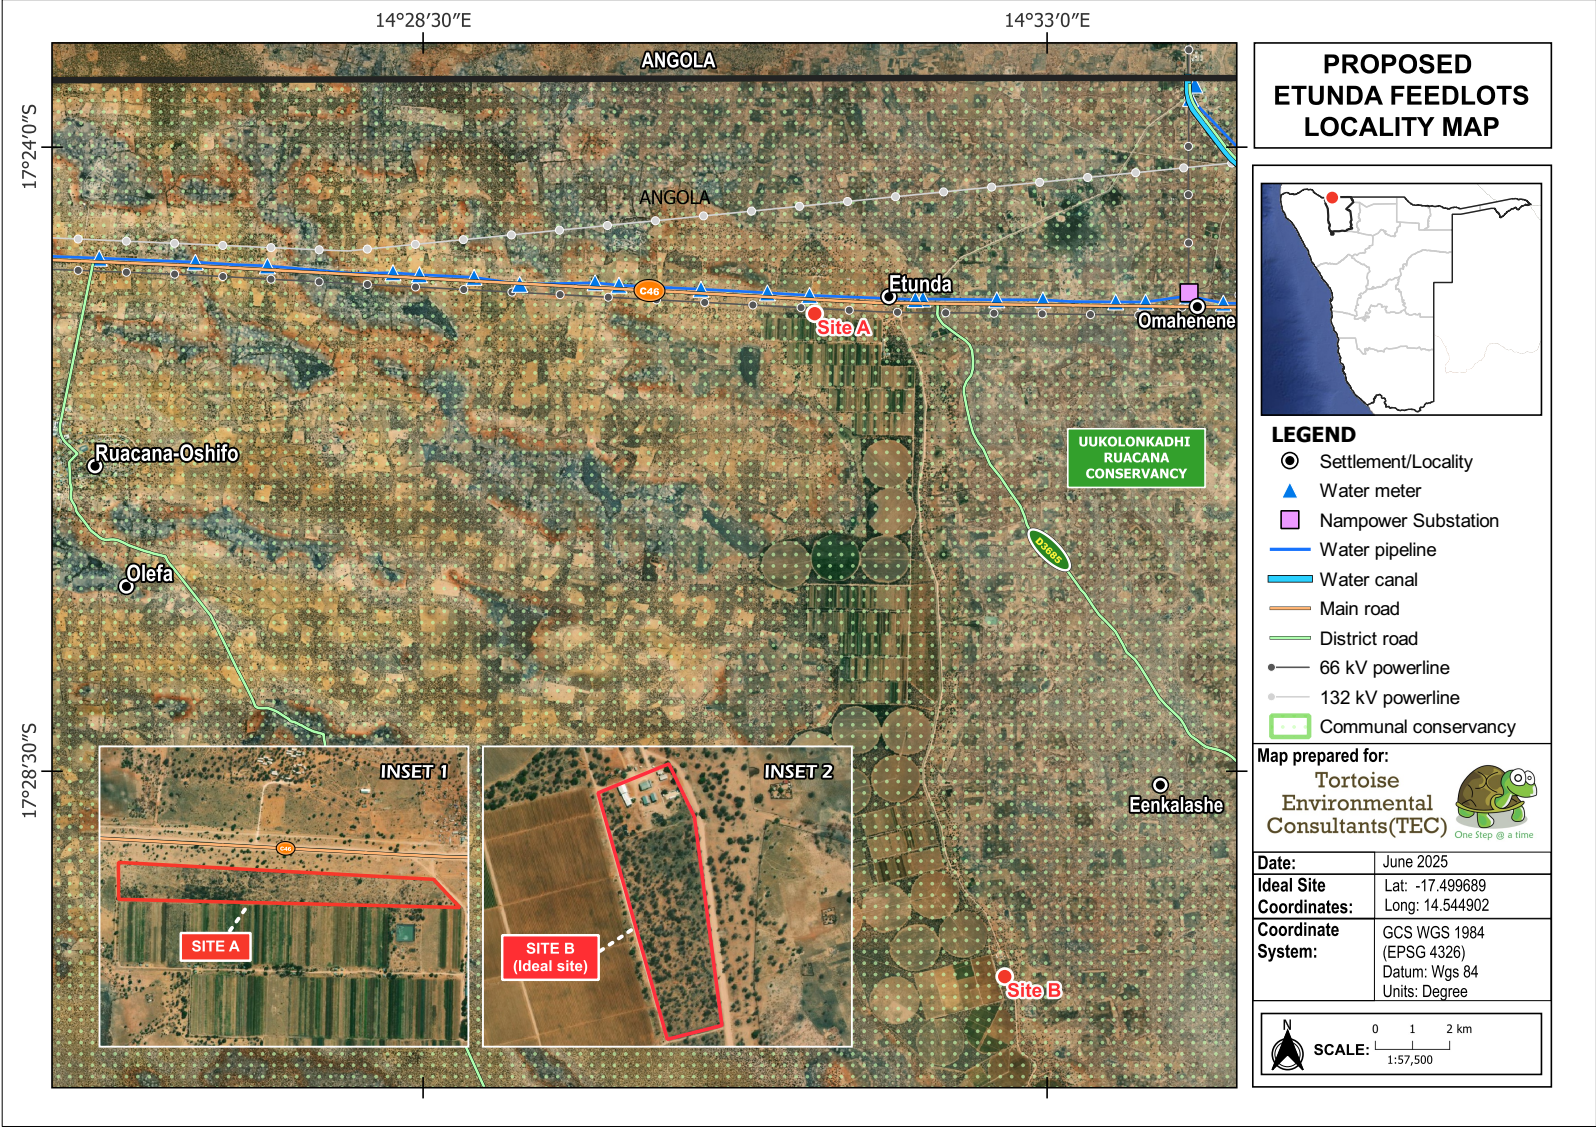 14°28'30"E
14°33'0"E
17°24'0"S
17°28'30"S
ANGOLA
ANGOLA
C46
Etunda
Omahenene
Site A
Ruacana-Oshifo
Olefa
UUKOLONKADHI
RUACANA
CONSERVANCY
D3685
Eenkalashe
Site B
INSET 1
C46
SITE A
INSET 2
SITE B
(Ideal site)
PROPOSED
ETUNDA FEEDLOTS
LOCALITY MAP
LEGEND
Settlement/Locality
Water meter
Nampower Substation
Water pipeline
Water canal
Main road
District road
66 kV powerline
132 kV powerline
Communal conservancy
Map prepared for:
Tortoise
Environmental
Consultants(TEC)
One Step @ a time
Date: June 2025
Ideal Site Coordinates: Lat: -17.499689
Long: 14.544902
Coordinate System: GCS WGS 1984
(EPSG 4326)
Datum: Wgs 84
Units: Degree
N
SCALE:
0 1 2 km
1:57,500